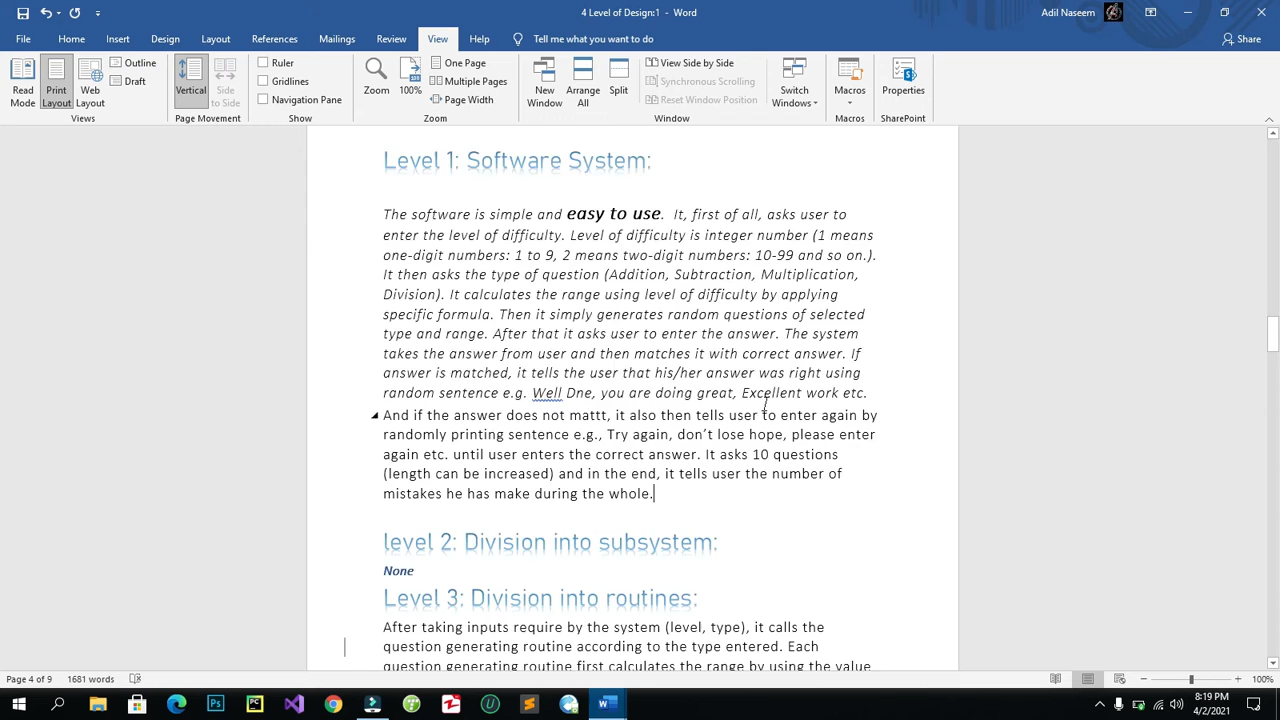 4 Level of Design:1 - Word
Adil Naseem
File Home Insert Design Layout References Mailings Review View Help Tell me what you want to do Share
Read Mode
Print Layout
Web Layout
Outline
Draft
Views
Vertical
Side to Side
Page Movement
Ruler
Gridlines
Navigation Pane
Show
Zoom
100%
One Page
Multiple Pages
Page Width
Zoom
New Window
Arrange All
Split
View Side by Side
Synchronous Scrolling
Reset Window Position
Window
Switch Windows
Macros
Macros
Properties
SharePoint
Level 1: Software System:
The software is simple and easy to use. It, first of all, asks user to
enter the level of difficulty. Level of difficulty is integer number (1 means
one-digit numbers: 1 to 9, 2 means two-digit numbers: 10-99 and so on.).
It then asks the type of question (Addition, Subtraction, Multiplication,
Division). It calculates the range using level of difficulty by applying
specific formula. Then it simply generates random questions of selected
type and range. After that it asks user to enter the answer. The system
takes the answer from user and then matches it with correct answer. If
answer is matched, it tells the user that his/her answer was right using
random sentence e.g. Well Dne, you are doing great, Excellent work etc.
And if the answer does not mattt, it also then tells user to enter again by
randomly printing sentence e.g., Try again, don't lose hope, please enter
again etc. until user enters the correct answer. It asks 10 questions
(length can be increased) and in the end, it tells user the number of
mistakes he has make during the whole.
level 2: Division into subsystem:
None
Level 3: Division into routines:
After taking inputs require by the system (level, type), it calls the
question generating routine according to the type entered. Each
question generating routine first calculates the range by using the value
Page 4 of 9 1681 words
100%
8:19 PM
4/2/2021